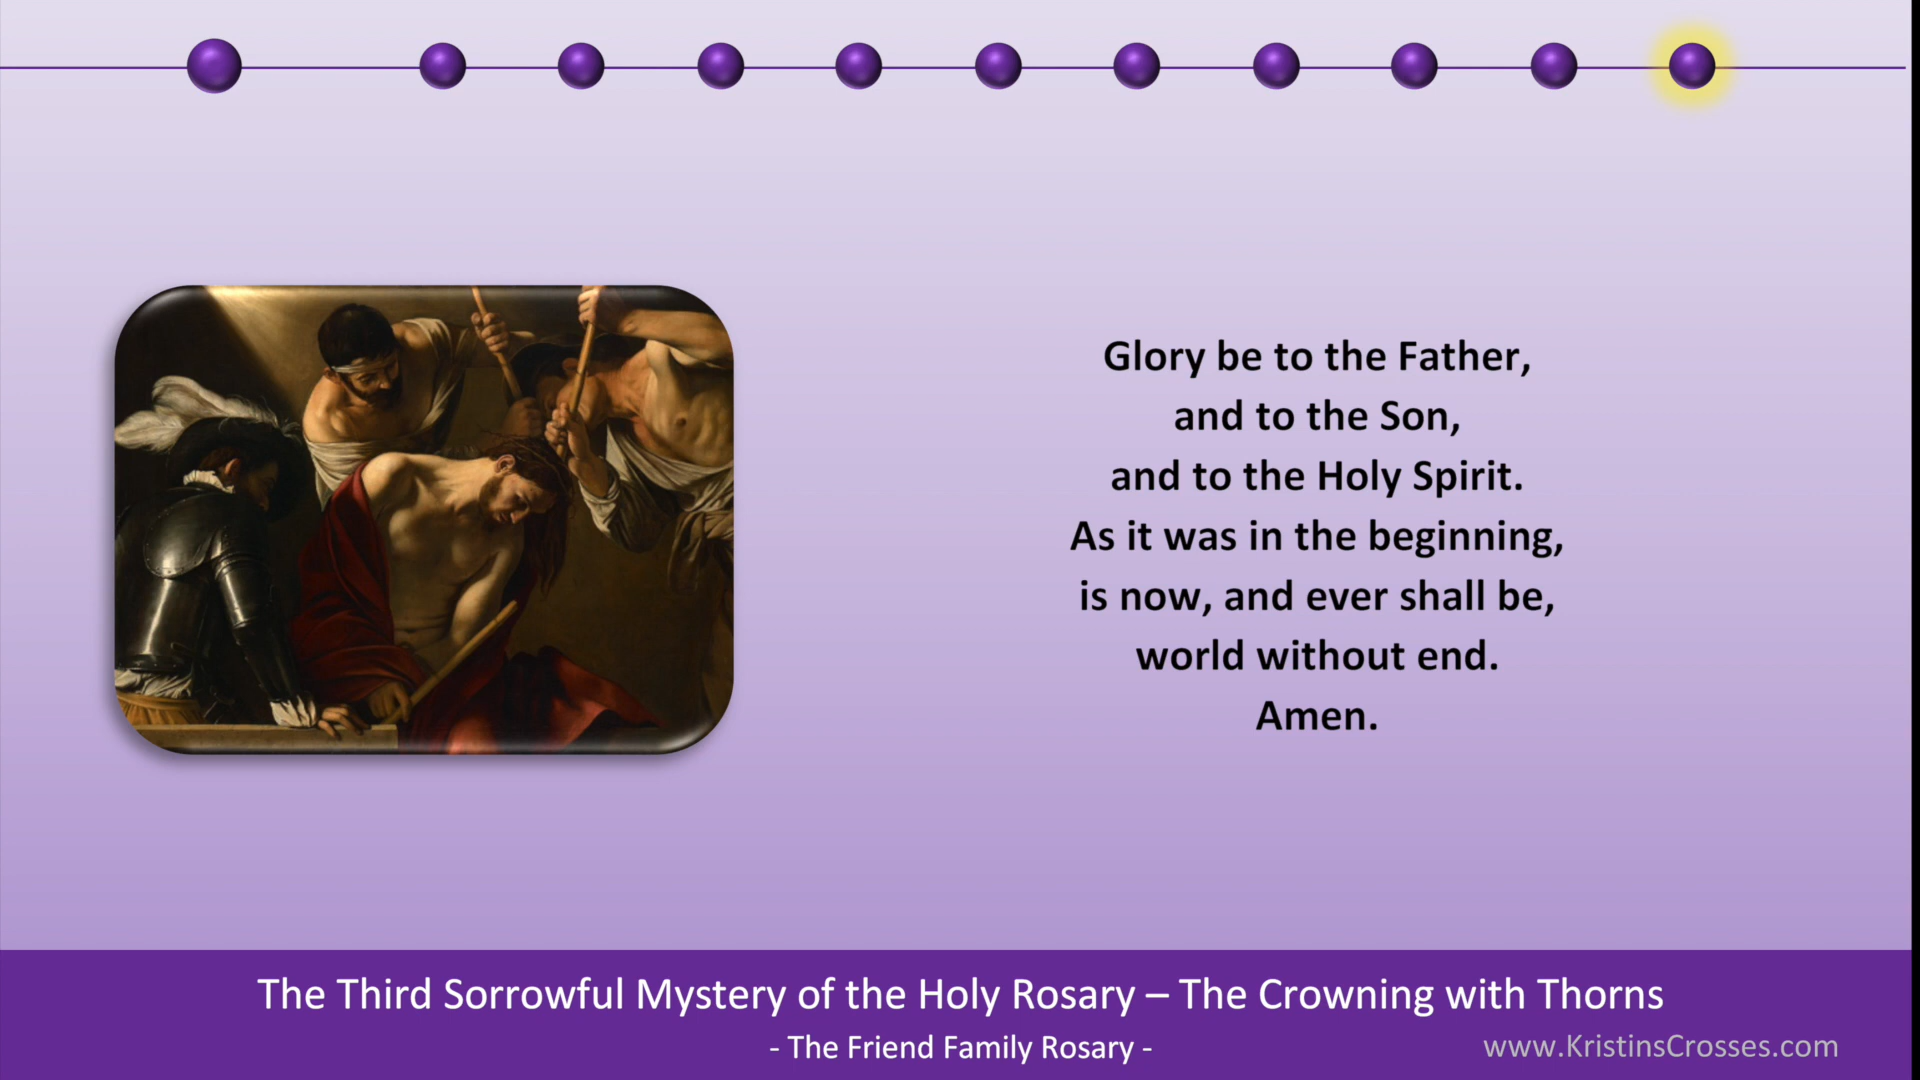 Glory be to the Father,
and to the Son,
and to the Holy Spirit.
As it was in the beginning,
is now, and ever shall be,
world without end.
Amen.
The Third Sorrowful Mystery of the Holy Rosary – The Crowning with Thorns
- The Friend Family Rosary -
www.KristinsCrosses.com